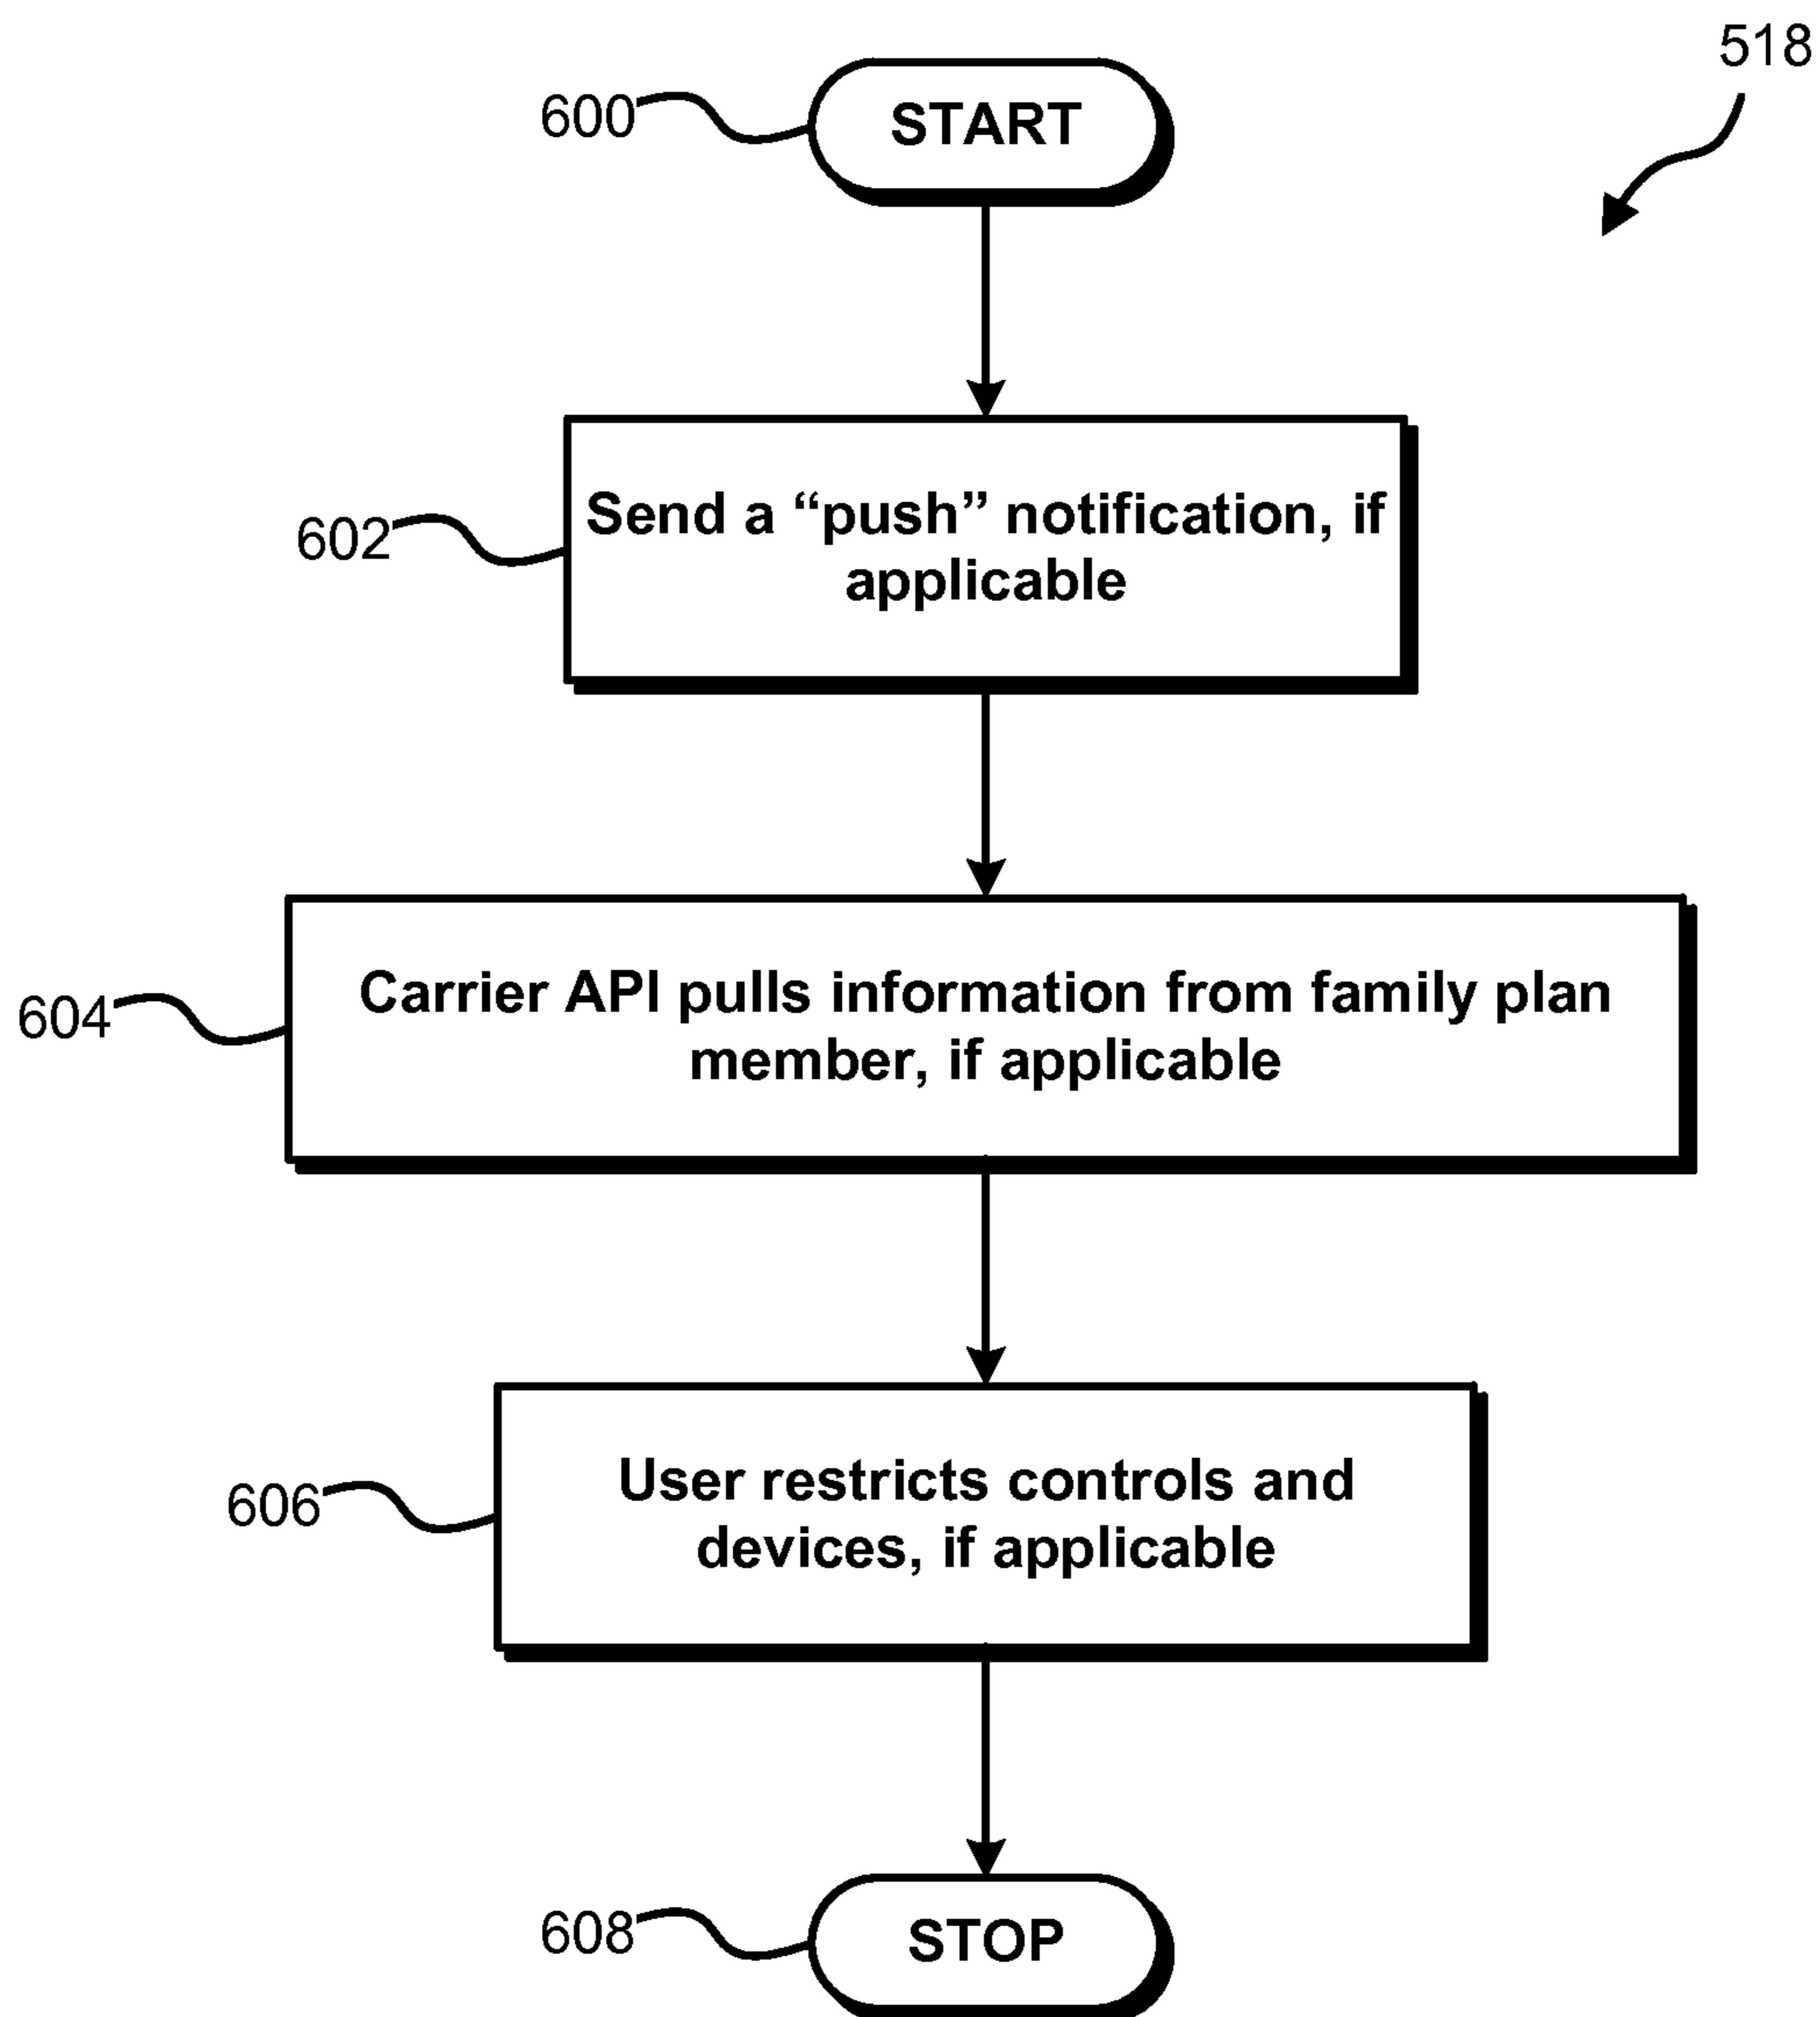 518
600
START
602
Send a “push” notification, if
applicable
604
Carrier API pulls information from family plan
member, if applicable
606
User restricts controls and
devices, if applicable
608
STOP